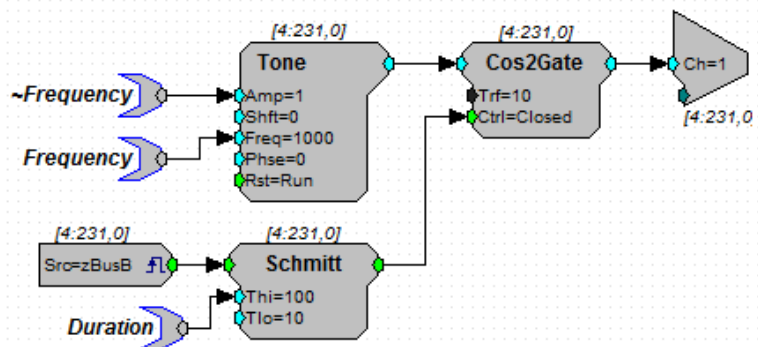 [4:231,0]
Tone
~Frequency
Amp=1
Shft=0
Frequency
Freq=1000
Phse=0
Rst=Run
[4:231,0]
Cos2Gate
Trf=10
Ctrl=Closed
Ch=1
[4:231,0
[4:231,0]
Src=zBusB
[4:231,0]
Schmitt
Thi=100
Tlo=10
Duration